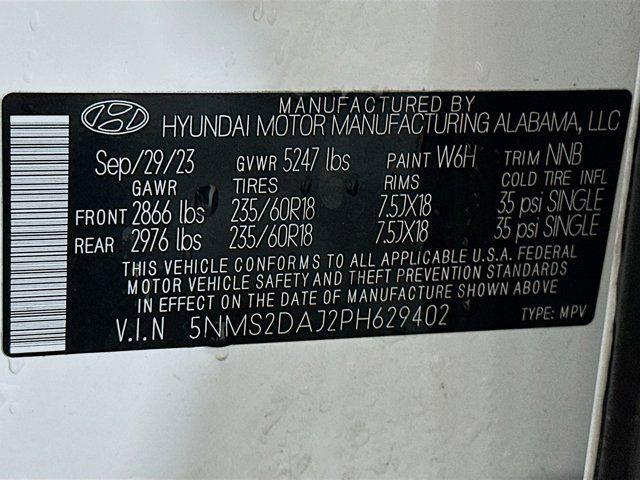 MANUFACTURED BY
HYUNDAI MOTOR MANUFACTURING ALABAMA, LLC
Sep/29/23 GVWR 5247 lbs PAINT W6H TRIM NNB
GAWR TIRES RIMS COLD TIRE INFL
FRONT 2866 lbs 235/60R18 7.5JX18 35 psi SINGLE
REAR 2976 lbs 235/60R18 7.5JX18 35 psi SINGLE
THIS VEHICLE CONFORMS TO ALL APPLICABLE U.S.A. FEDERAL
MOTOR VEHICLE SAFETY AND THEFT PREVENTION STANDARDS
IN EFFECT ON THE DATE OF MANUFACTURE SHOWN ABOVE
V.I.N 5NMS2DAJ2PH629402 TYPE: MPV